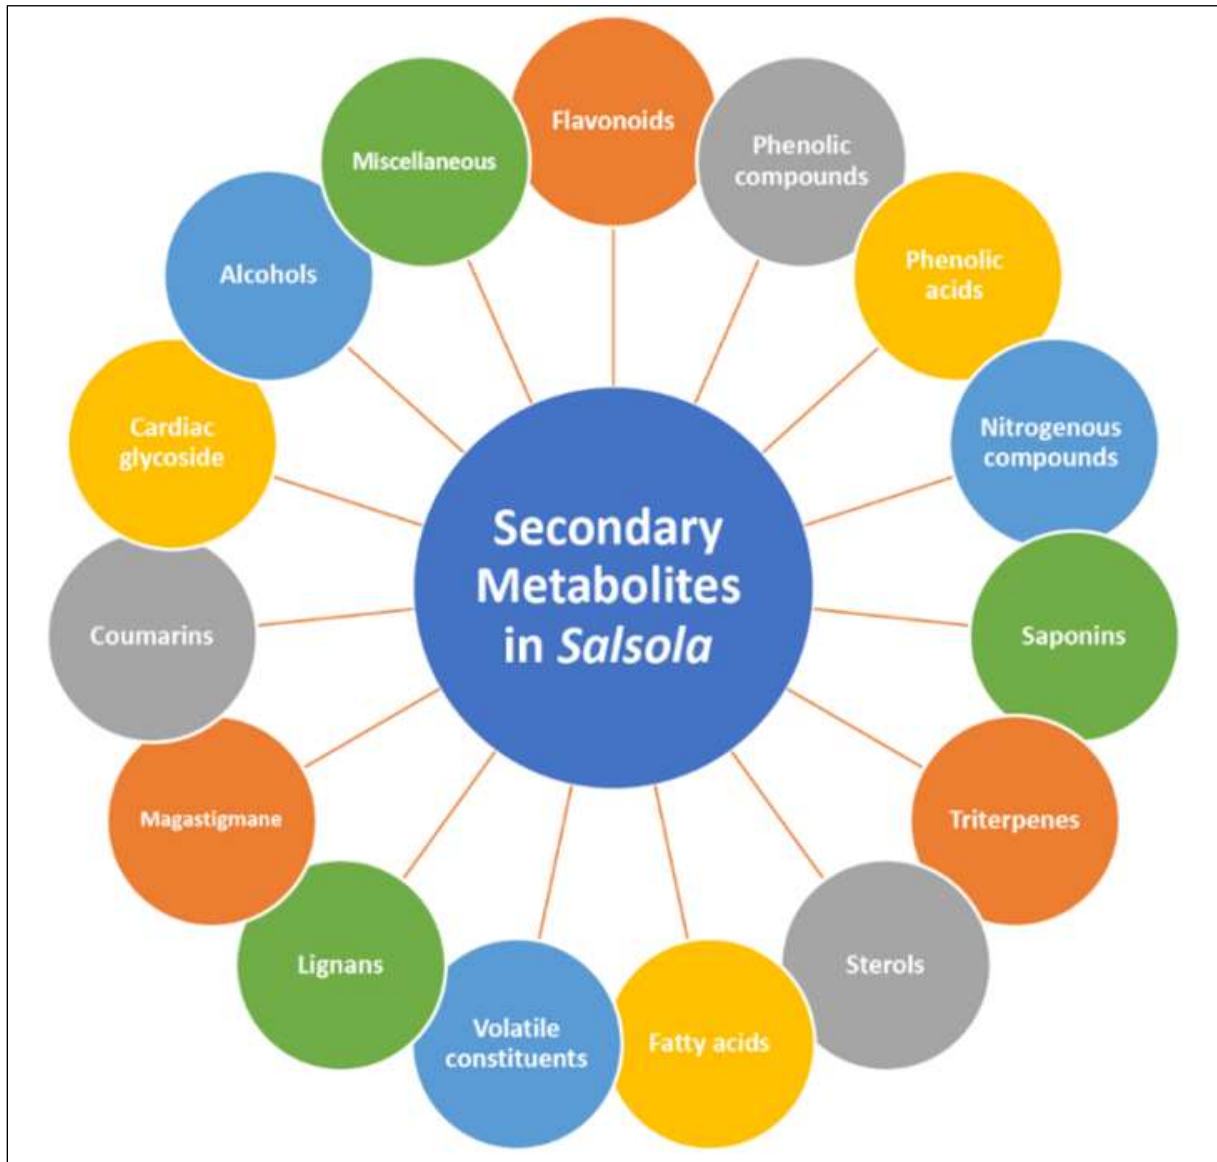 Flavonoids
Phenolic
compounds
Phenolic
acids
Nitrogenous
compounds
Saponins
Triterpenes
Sterols
Fatty acids
Volatile
constituents
Lignans
Magastigmane
Coumarins
Cardiac
glycoside
Alcohols
Miscellaneous
Secondary
Metabolites
in Salsola